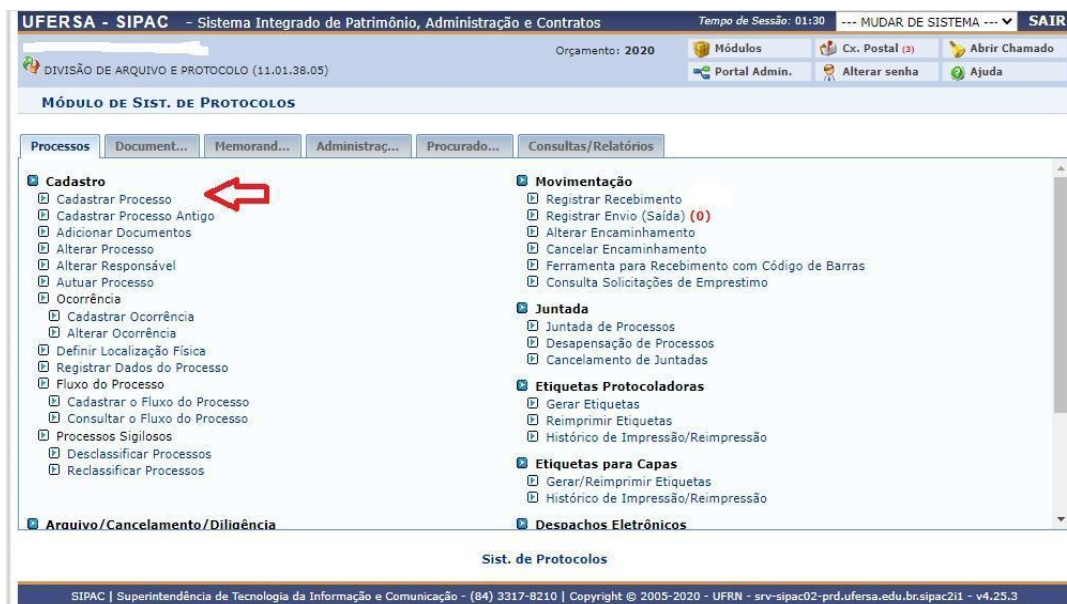 UFERSA - SIPAC - Sistema Integrado de Patrimônio, Administração e Contratos
Tempo de Sessão: 01:30
--- MUDAR DE SISTEMA ---
SAIR
Orçamento: 2020
Módulos
Cx. Postal (3)
Abrir Chamado
DIVISÃO DE ARQUIVO E PROTOCOLO (11.01.38.05)
Portal Admin.
Alterar senha
Ajuda
MÓDULO DE SIST. DE PROTOCOLOS
Processos
Document...
Memorand...
Administraç...
Procurado...
Consultas/Relatórios
Cadastro
Cadastrar Processo
Cadastrar Processo Antigo
Adicionar Documentos
Alterar Processo
Alterar Responsável
Autuar Processo
Ocorrência
Cadastrar Ocorrência
Alterar Ocorrência
Definir Localização Física
Registrar Dados do Processo
Fluxo do Processo
Cadastrar o Fluxo do Processo
Consultar o Fluxo do Processo
Processos Sigilosos
Desclassificar Processos
Reclassificar Processos
Arquivo/Cancelamento/Diligência
Movimentação
Registrar Recebimento
Registrar Envio (Saída) (0)
Alterar Encaminhamento
Cancelar Encaminhamento
Ferramenta para Recebimento com Código de Barras
Consulta Solicitações de Emprestimo
Juntada
Juntada de Processos
Desapensação de Processos
Cancelamento de Juntadas
Etiquetas Protocoladoras
Gerar Etiquetas
Reimprimir Etiquetas
Histórico de Impressão/Reimpressão
Etiquetas para Capas
Gerar/Reimprimir Etiquetas
Histórico de Impressão/Reimpressão
Despachos Eletrônicos
Sist. de Protocolos
SIPAC | Superintendência de Tecnologia da Informação e Comunicação - (84) 3317-8210 | Copyright © 2005-2020 - UFRN - srv-sipac02-prd.ufersa.edu.br.sipac2i1 - v4.25.3